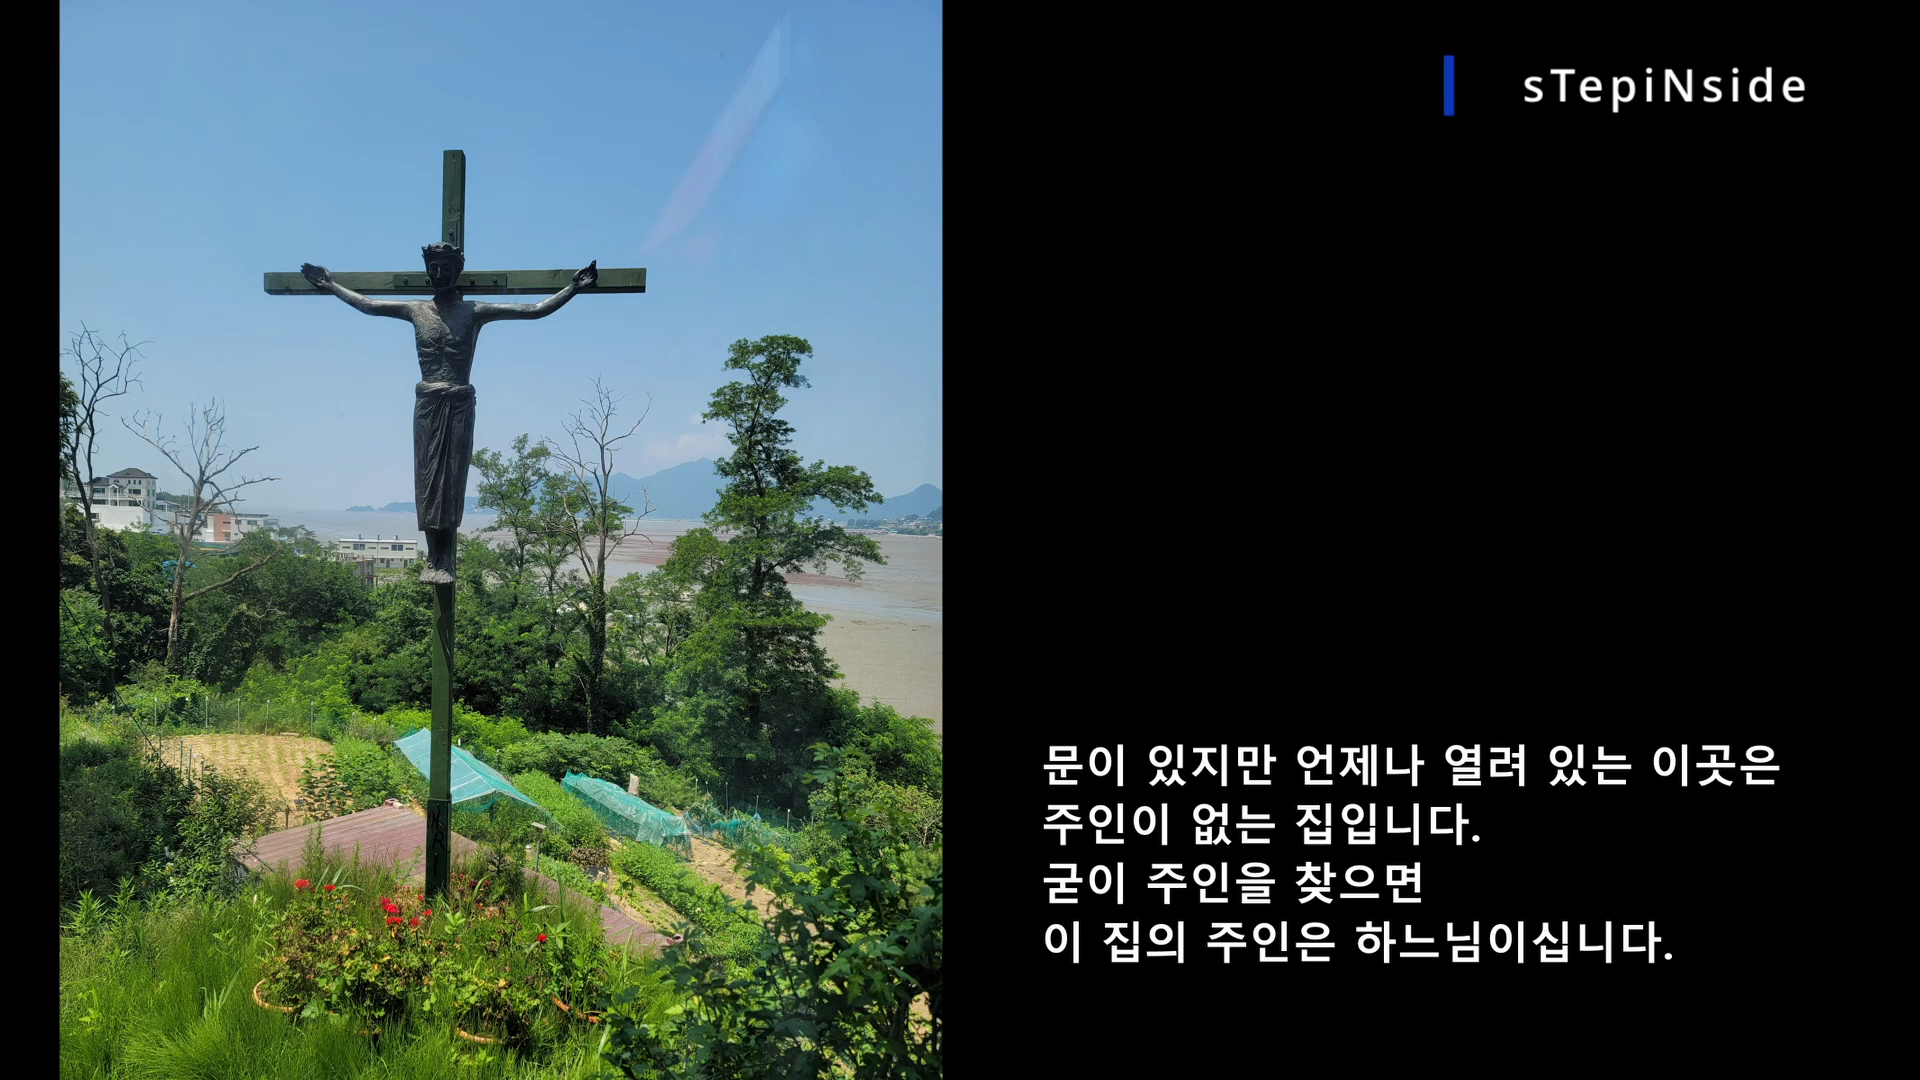 sTepiNside
문이 있지만 언제나 열려 있는 이곳은
주인이 없는 집입니다.
굳이 주인을 찾으면
이 집의 주인은 하느님이십니다.